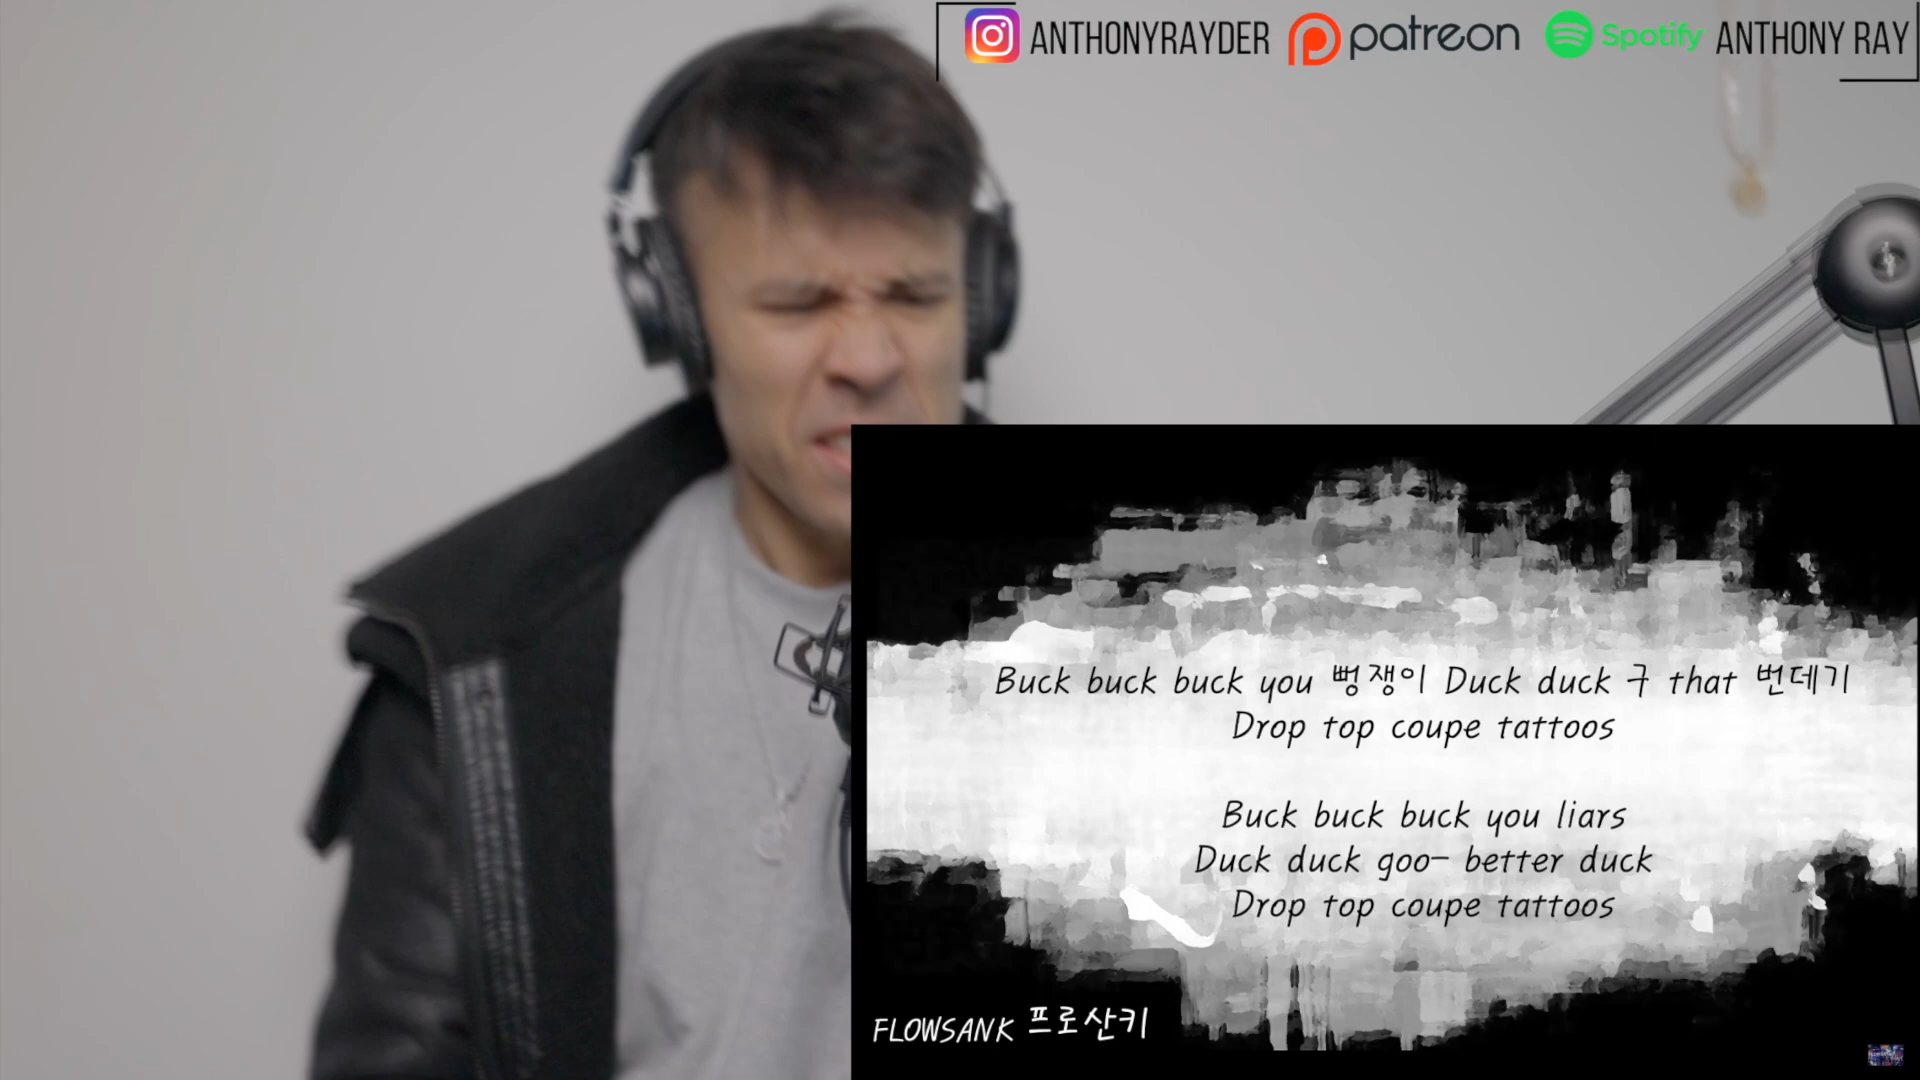 ANTHONYRAYDER patreon Spotify ANTHONY RAY
Buck buck buck you 뻥쟁이 Duck duck 구 that 번데기
Drop top coupe tattoos
Buck buck buck you liars
Duck duck goo- better duck
Drop top coupe tattoos
FLOWSANK 프로산키